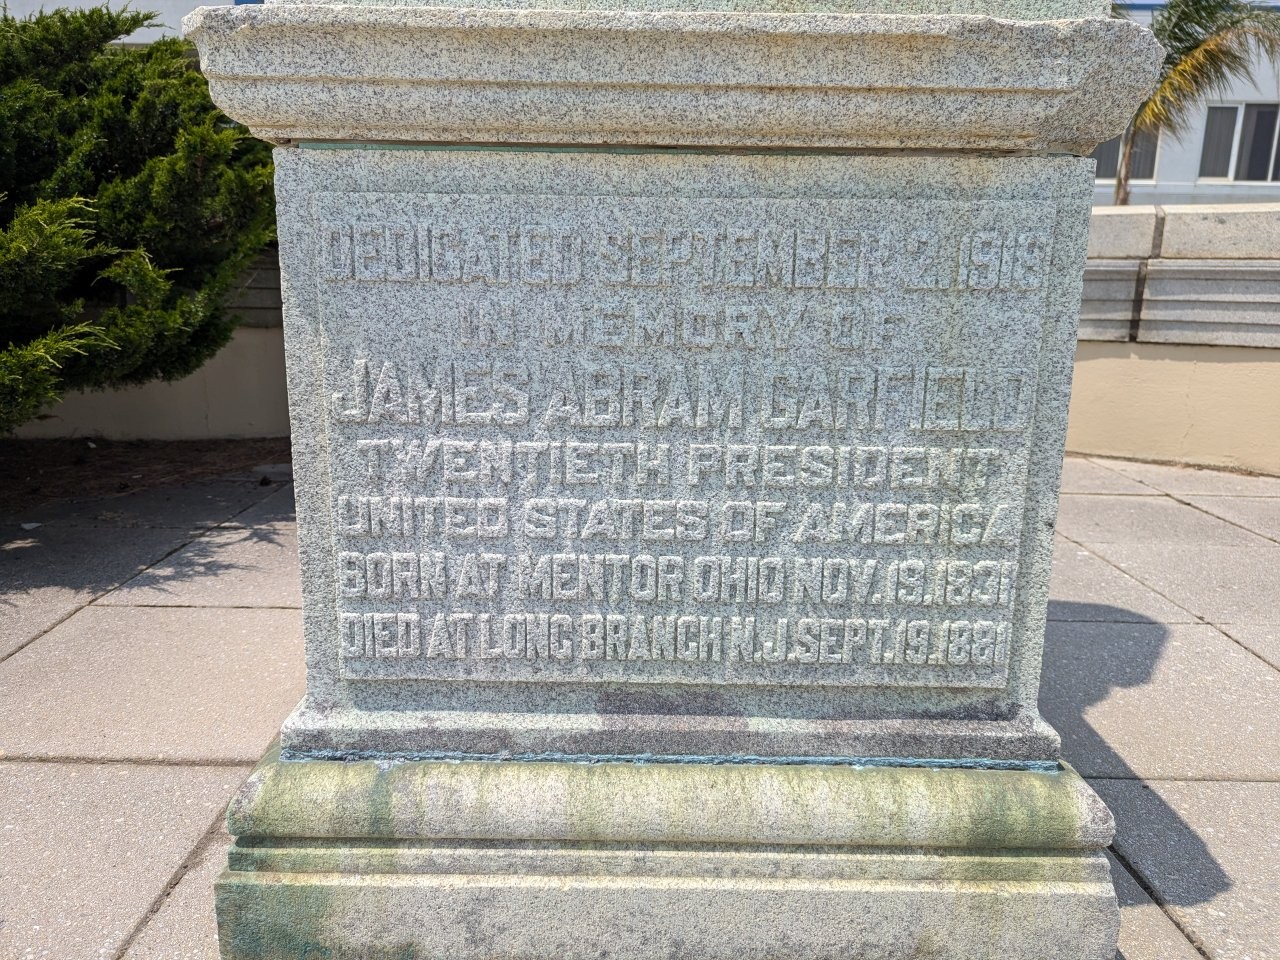 DEDICATED SEPTEMBER 2, 1918
IN MEMORY OF
JAMES ABRAM GARFIELD
TWENTIETH PRESIDENT
UNITED STATES OF AMERICA
BORN AT MENTOR OHIO NOV. 19. 1831
DIED AT LONG BRANCH N.J. SEPT. 19. 1881